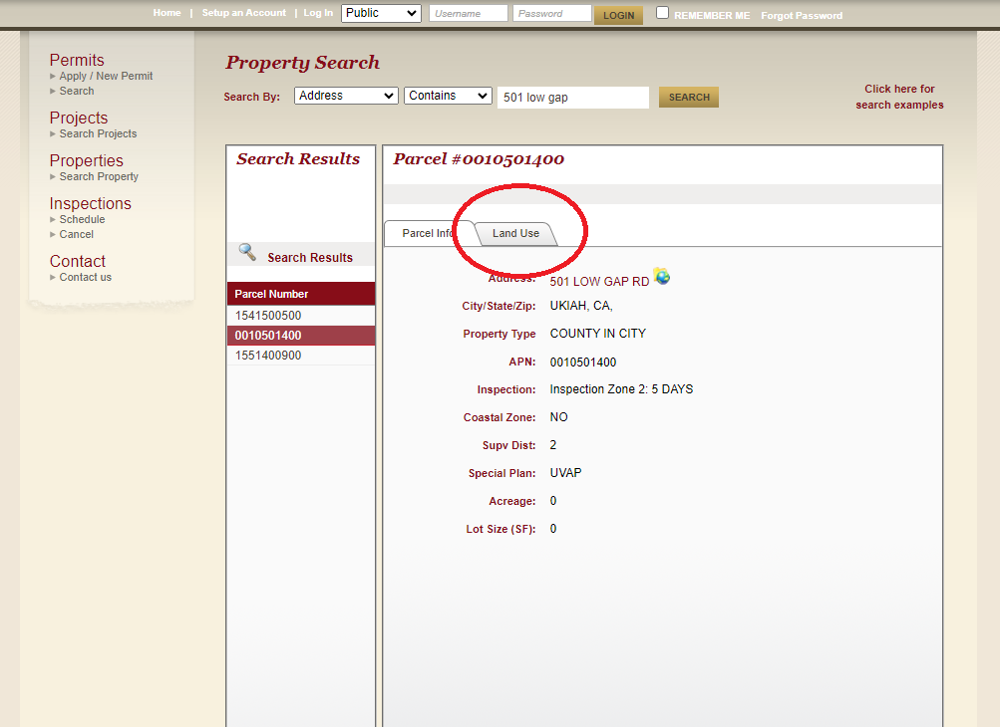 Home | Setup an Account | Log In Public Username Password LOGIN REMEMBER ME Forgot Password
Permits
Apply / New Permit
Search
Projects
Search Projects
Properties
Search Property
Inspections
Schedule
Cancel
Contact
Contact us
Property Search
Search By: Address Contains 501 low gap SEARCH
Click here for
search examples
Search Results
Search Results
Parcel Number
1541500500
0010501400
1551400900
Parcel #0010501400
Parcel Info Land Use
Address: 501 LOW GAP RD
City/State/Zip: UKIAH, CA,
Property Type COUNTY IN CITY
APN: 0010501400
Inspection: Inspection Zone 2: 5 DAYS
Coastal Zone: NO
Supv Dist: 2
Special Plan: UVAP
Acreage: 0
Lot Size (SF): 0